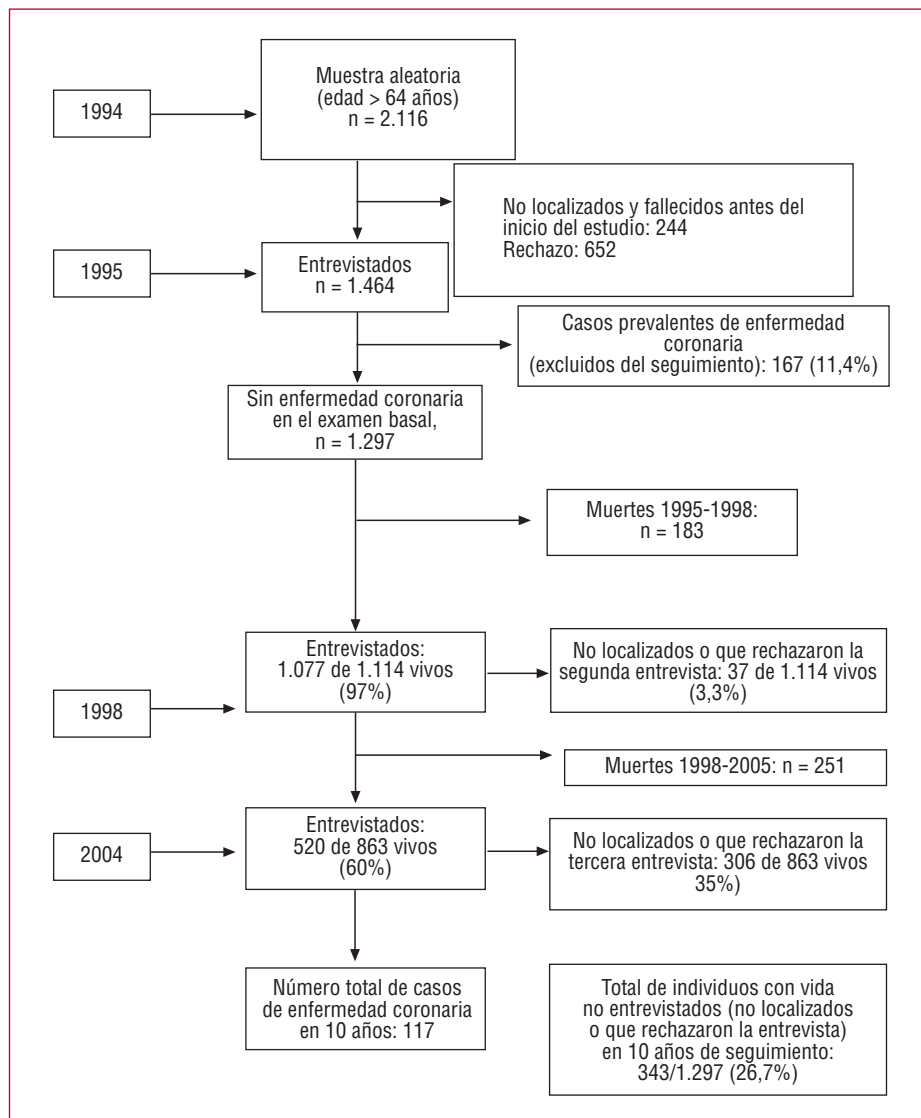 Muestra aleatoria
(edad > 64 años)
n = 2.116
1994
No localizados y fallecidos antes del
inicio del estudio: 244
Rechazo: 652
1995
Entrevistados
n = 1.464
Casos prevalentes de enfermedad
coronaria
(excluidos del seguimiento): 167 (11,4%)
Sin enfermedad coronaria
en el examen basal,
n = 1.297
Muertes 1995-1998:
n = 183
Entrevistados:
1.077 de 1.114 vivos
(97%)
No localizados o que rechazaron la
segunda entrevista: 37 de 1.114 vivos
(3,3%)
1998
Muertes 1998-2005: n = 251
Entrevistados:
520 de 863 vivos
(60%)
2004
No localizados o que rechazaron la
tercera entrevista: 306 de 863 vivos
35%)
Número total de casos
de enfermedad coronaria
en 10 años: 117
Total de individuos con vida
no entrevistados (no localizados
o que rechazaron la entrevista)
en 10 años de seguimiento:
343/1.297 (26,7%)